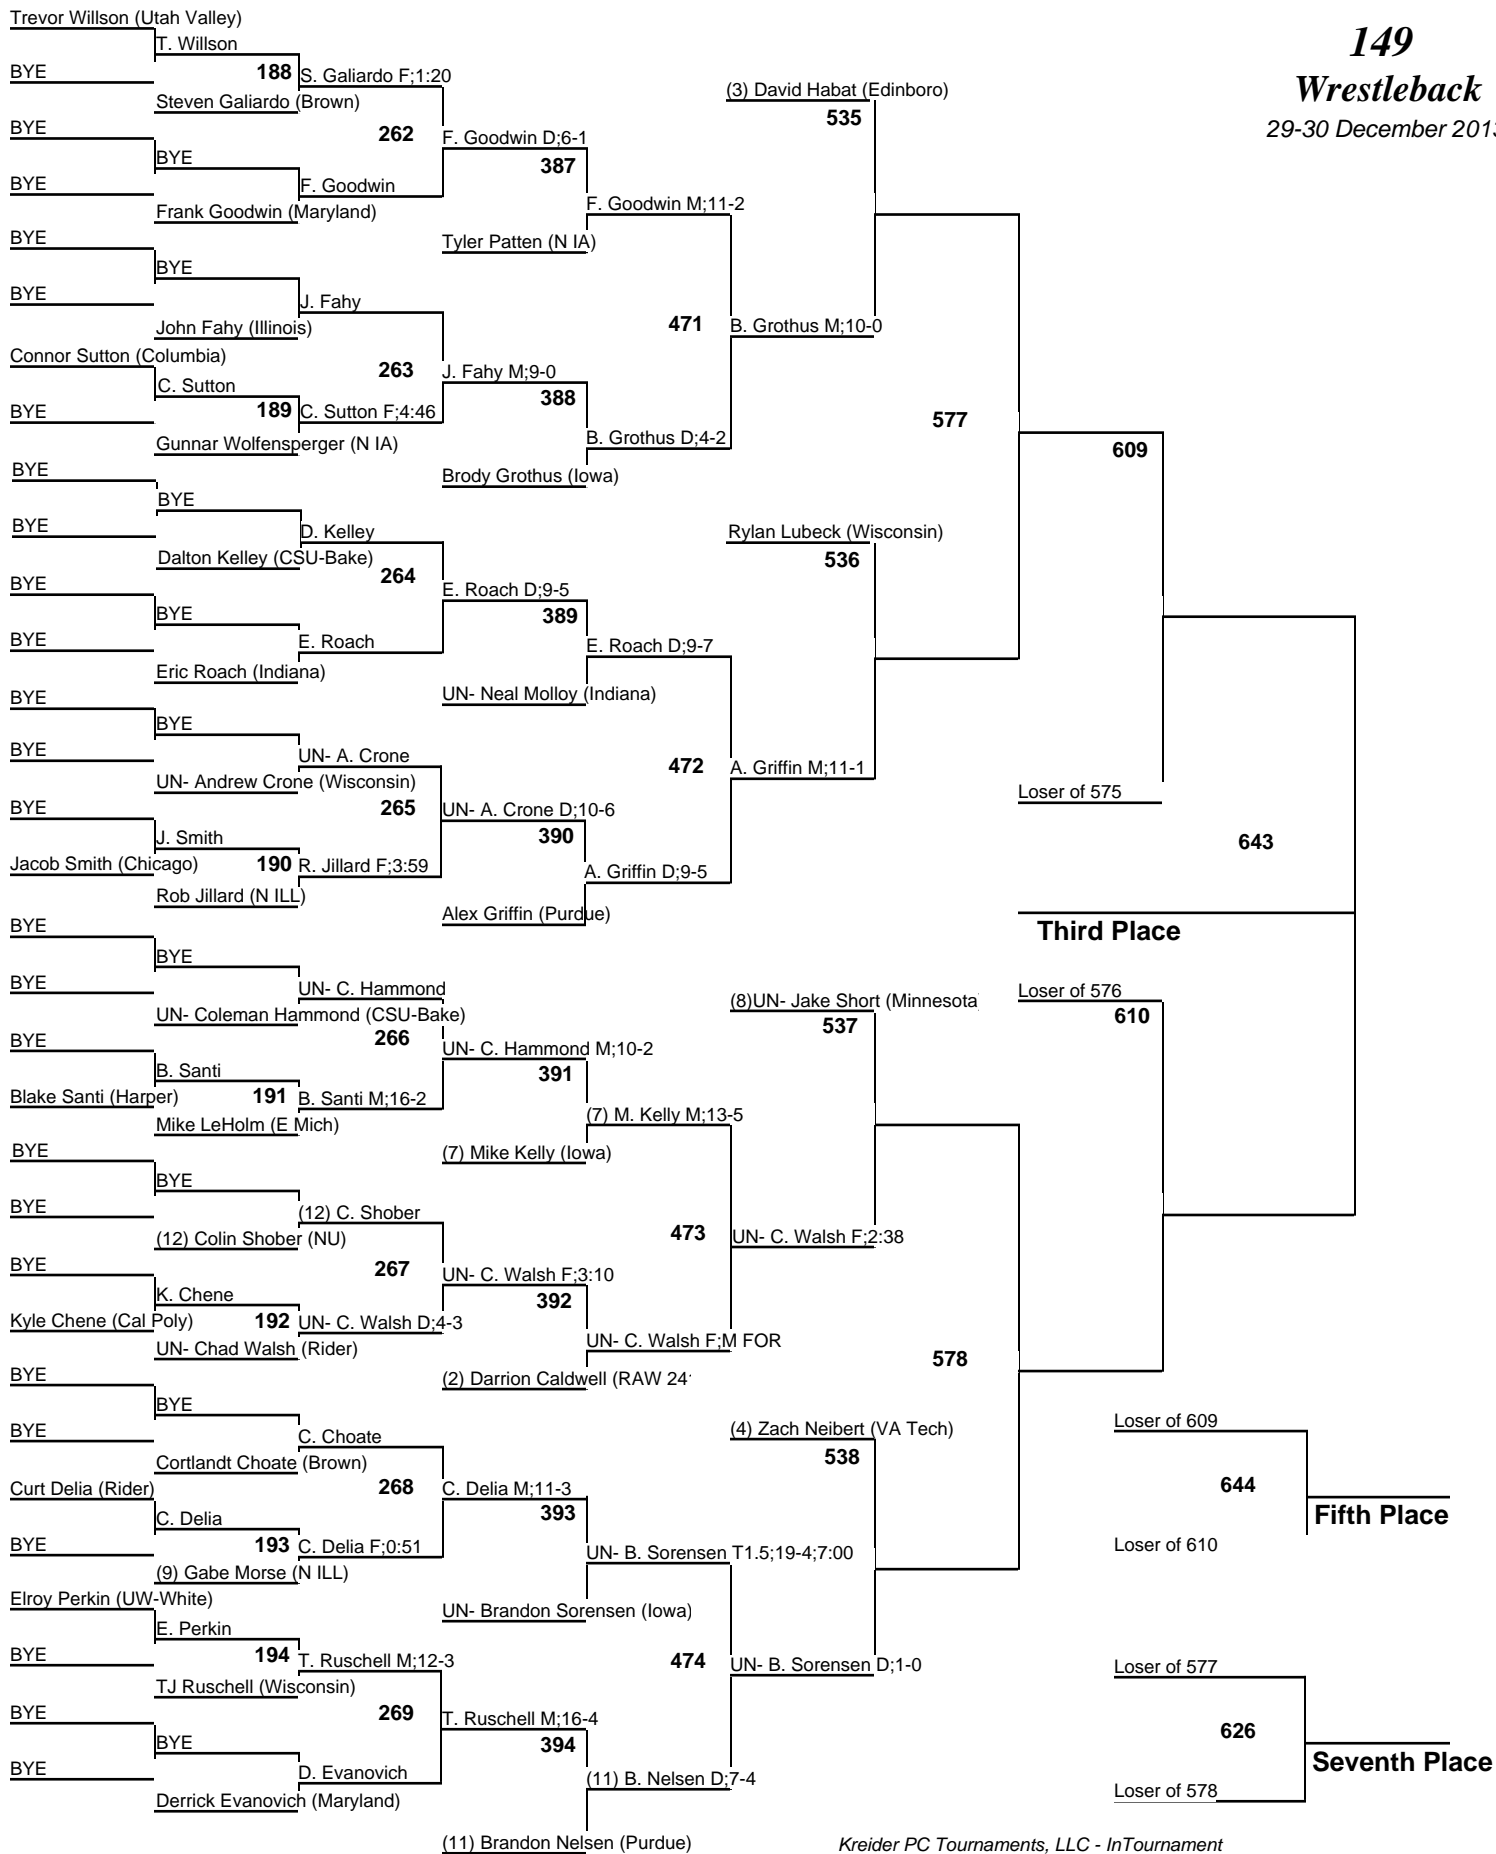 149
Wrestleback
29-30 December 201
Trevor Willson (Utah Valley)
T. Willson
BYE
188
S. Galiardo F;1:20
Steven Galiardo (Brown)
BYE
262
F. Goodwin D;6-1
BYE
387
BYE
F. Goodwin
Frank Goodwin (Maryland)
F. Goodwin M;11-2
BYE
Tyler Patten (N IA)
BYE
BYE
J. Fahy
John Fahy (Illinois)
471
B. Grothus M;10-0
Connor Sutton (Columbia)
263
J. Fahy M;9-0
C. Sutton
388
BYE
189
C. Sutton F;4:46
Gunnar Wolfensperger (N IA)
B. Grothus D;4-2
Brody Grothus (Iowa)
(3) David Habat (Edinboro)
535
577
609
BYE
BYE
BYE
D. Kelley
Dalton Kelley (CSU-Bake)
264
BYE
E. Roach D;9-5
BYE
389
BYE
E. Roach
E. Roach D;9-7
Eric Roach (Indiana)
UN- Neal Molloy (Indiana)
Rylan Lubeck (Wisconsin)
536
BYE
BYE
BYE
UN- A. Crone
UN- Andrew Crone (Wisconsin)
472
A. Griffin M;11-1
BYE
265
UN- A. Crone D;10-6
J. Smith
390
Jacob Smith (Chicago)
190
R. Jillard F;3:59
A. Griffin D;9-5
Rob Jillard (N ILL)
Alex Griffin (Purdue)
Loser of 575
643
Third Place
BYE
BYE
BYE
UN- C. Hammond
UN- Coleman Hammond (CSU-Bake)
BYE
266
UN- C. Hammond M;10-2
B. Santi
391
Blake Santi (Harper)
191
B. Santi M;16-2
Mike LeHolm (E Mich)
(7) M. Kelly M;13-5
(7) Mike Kelly (Iowa)
(8)UN- Jake Short (Minnesota
537
Loser of 576
610
BYE
BYE
BYE
(12) C. Shober
(12) Colin Shober (NU)
473
UN- C. Walsh F;2:38
BYE
267
UN- C. Walsh F;3:10
K. Chene
392
Kyle Chene (Cal Poly)
192
UN- C. Walsh D;4-3
UN- Chad Walsh (Rider)
UN- C. Walsh F;M FOR
578
BYE
(2) Darrion Caldwell (RAW 24
BYE
BYE
C. Choate
Cortlandt Choate (Brown)
(4) Zach Neibert (VA Tech)
538
Curt Delia (Rider)
268
C. Delia M;11-3
C. Delia
393
BYE
193
C. Delia F;0:51
(9) Gabe Morse (N ILL)
UN- B. Sorensen T1.5;19-4;7:00
UN- Brandon Sorensen (Iowa)
Loser of 609
644
Fifth Place
Loser of 610
Elroy Perkin (UW-White)
E. Perkin
BYE
194
T. Ruschell M;12-3
TJ Ruschell (Wisconsin)
474
UN- B. Sorensen D;1-0
BYE
269
T. Ruschell M;16-4
BYE
394
BYE
D. Evanovich
(11) B. Nelsen D;7-4
Derrick Evanovich (Maryland)
(11) Brandon Nelsen (Purdue)
Loser of 577
626
Seventh Place
Loser of 578
Kreider PC Tournaments, LLC - InTournament